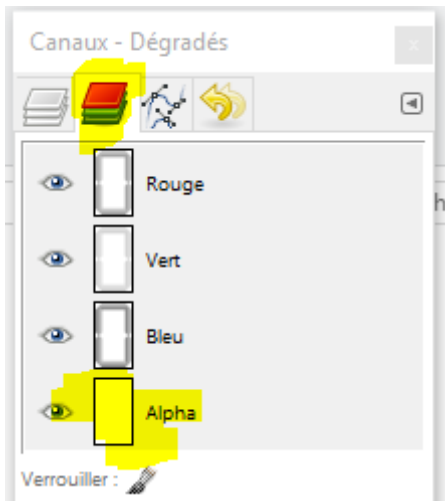 Canaux - Dégradés
x
Rouge
h
Vert
Bleu
Alpha
Verrouiller :